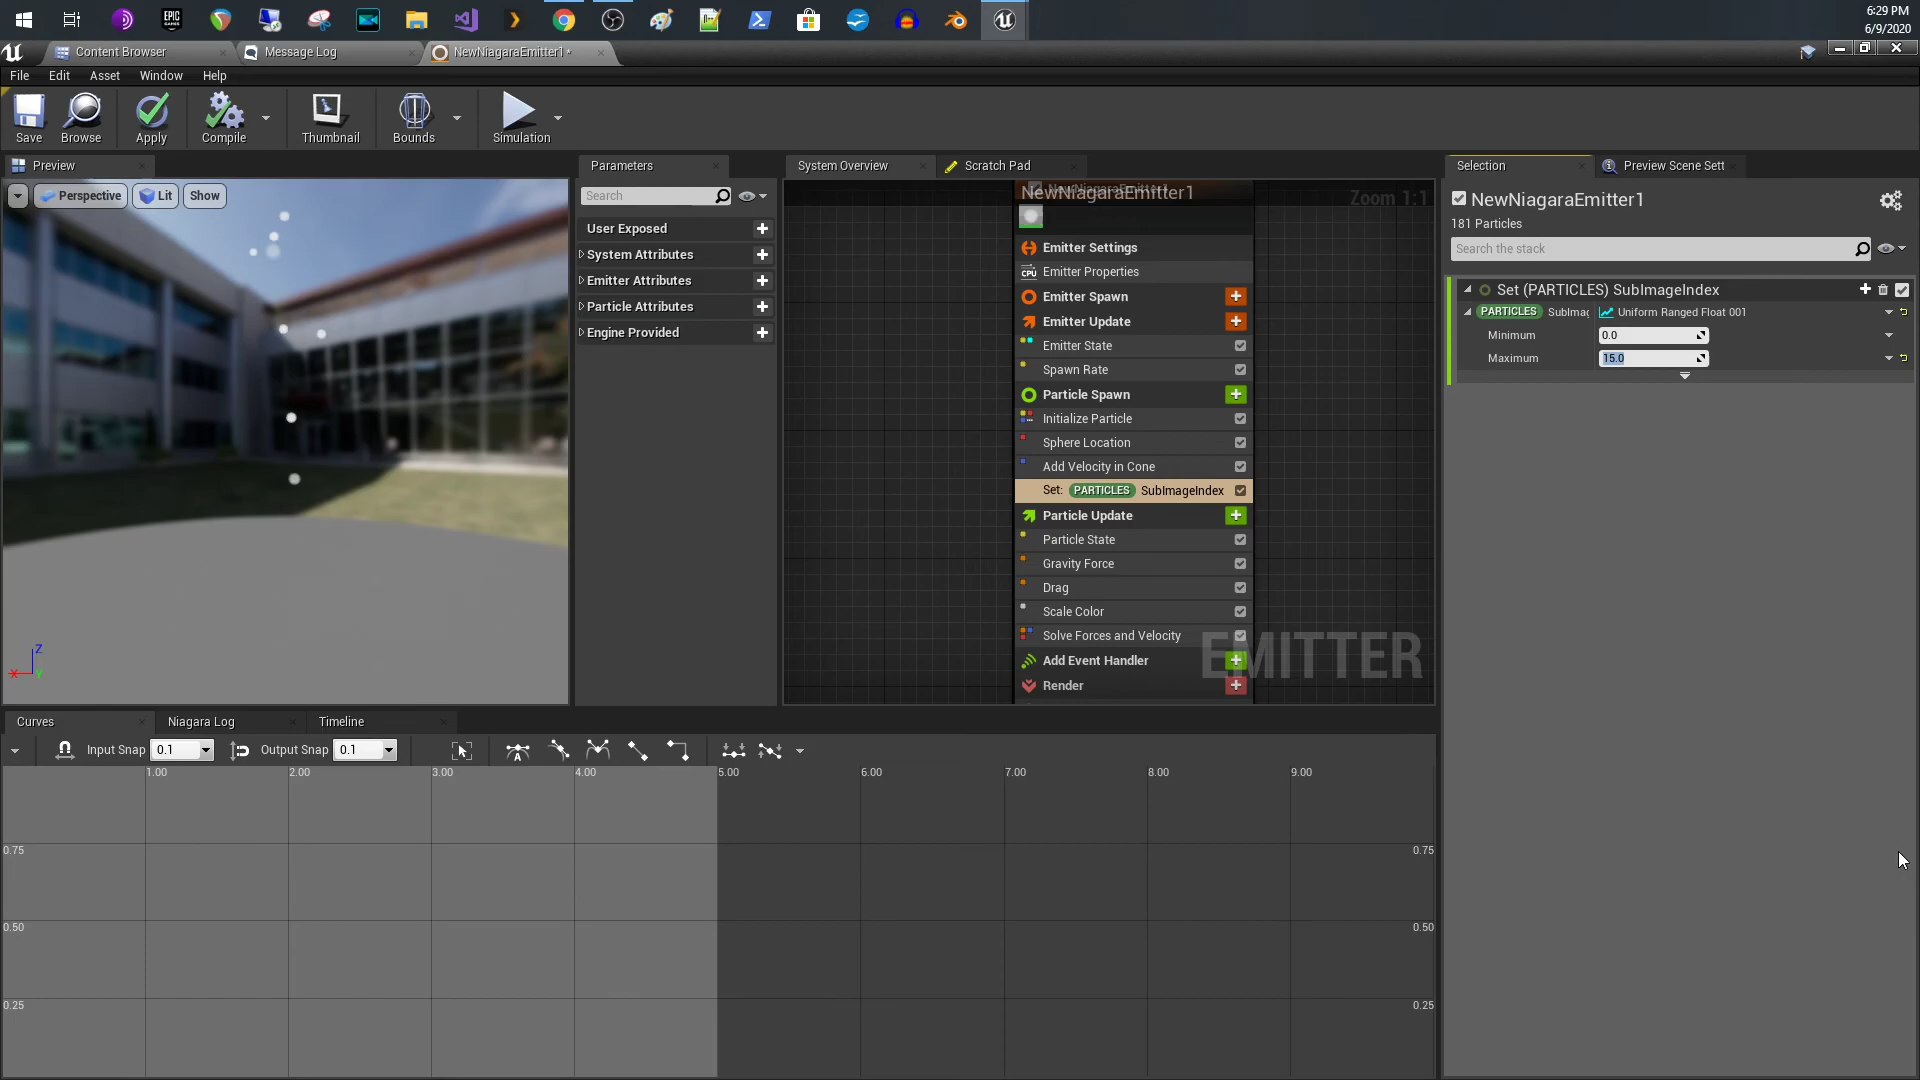 6:29 PM
6/9/2020
EPIC GAMES
Content Browser
Message Log
NewNiagaraEmitter1*
File Edit Asset Window Help
Save
Browse
Apply
Compile
Thumbnail
Bounds
Simulation
Preview
Perspective
Lit
Show
Z
X
Y
Parameters
Search
User Exposed
System Attributes
Emitter Attributes
Particle Attributes
Engine Provided
System Overview
Scratch Pad
NewNiagaraEmitter1
Zoom 1:1
Emitter Settings
CPU Emitter Properties
Emitter Spawn
Emitter Update
Emitter State
Spawn Rate
Particle Spawn
Initialize Particle
Sphere Location
Add Velocity in Cone
Set: PARTICLES SubImageIndex
Particle Update
Particle State
Gravity Force
Drag
Scale Color
Solve Forces and Velocity
Add Event Handler
Render
EMITTER
Selection
Preview Scene Sett
NewNiagaraEmitter1
181 Particles
Search the stack
Set (PARTICLES) SubImageIndex
PARTICLES SubImag Uniform Ranged Float 001
Minimum 0.0
Maximum 15.0
Curves
Niagara Log
Timeline
Input Snap 0.1
Output Snap 0.1
1.00 2.00 3.00 4.00 5.00 6.00 7.00 8.00 9.00
0.75 0.75
0.50 0.50
0.25 0.25